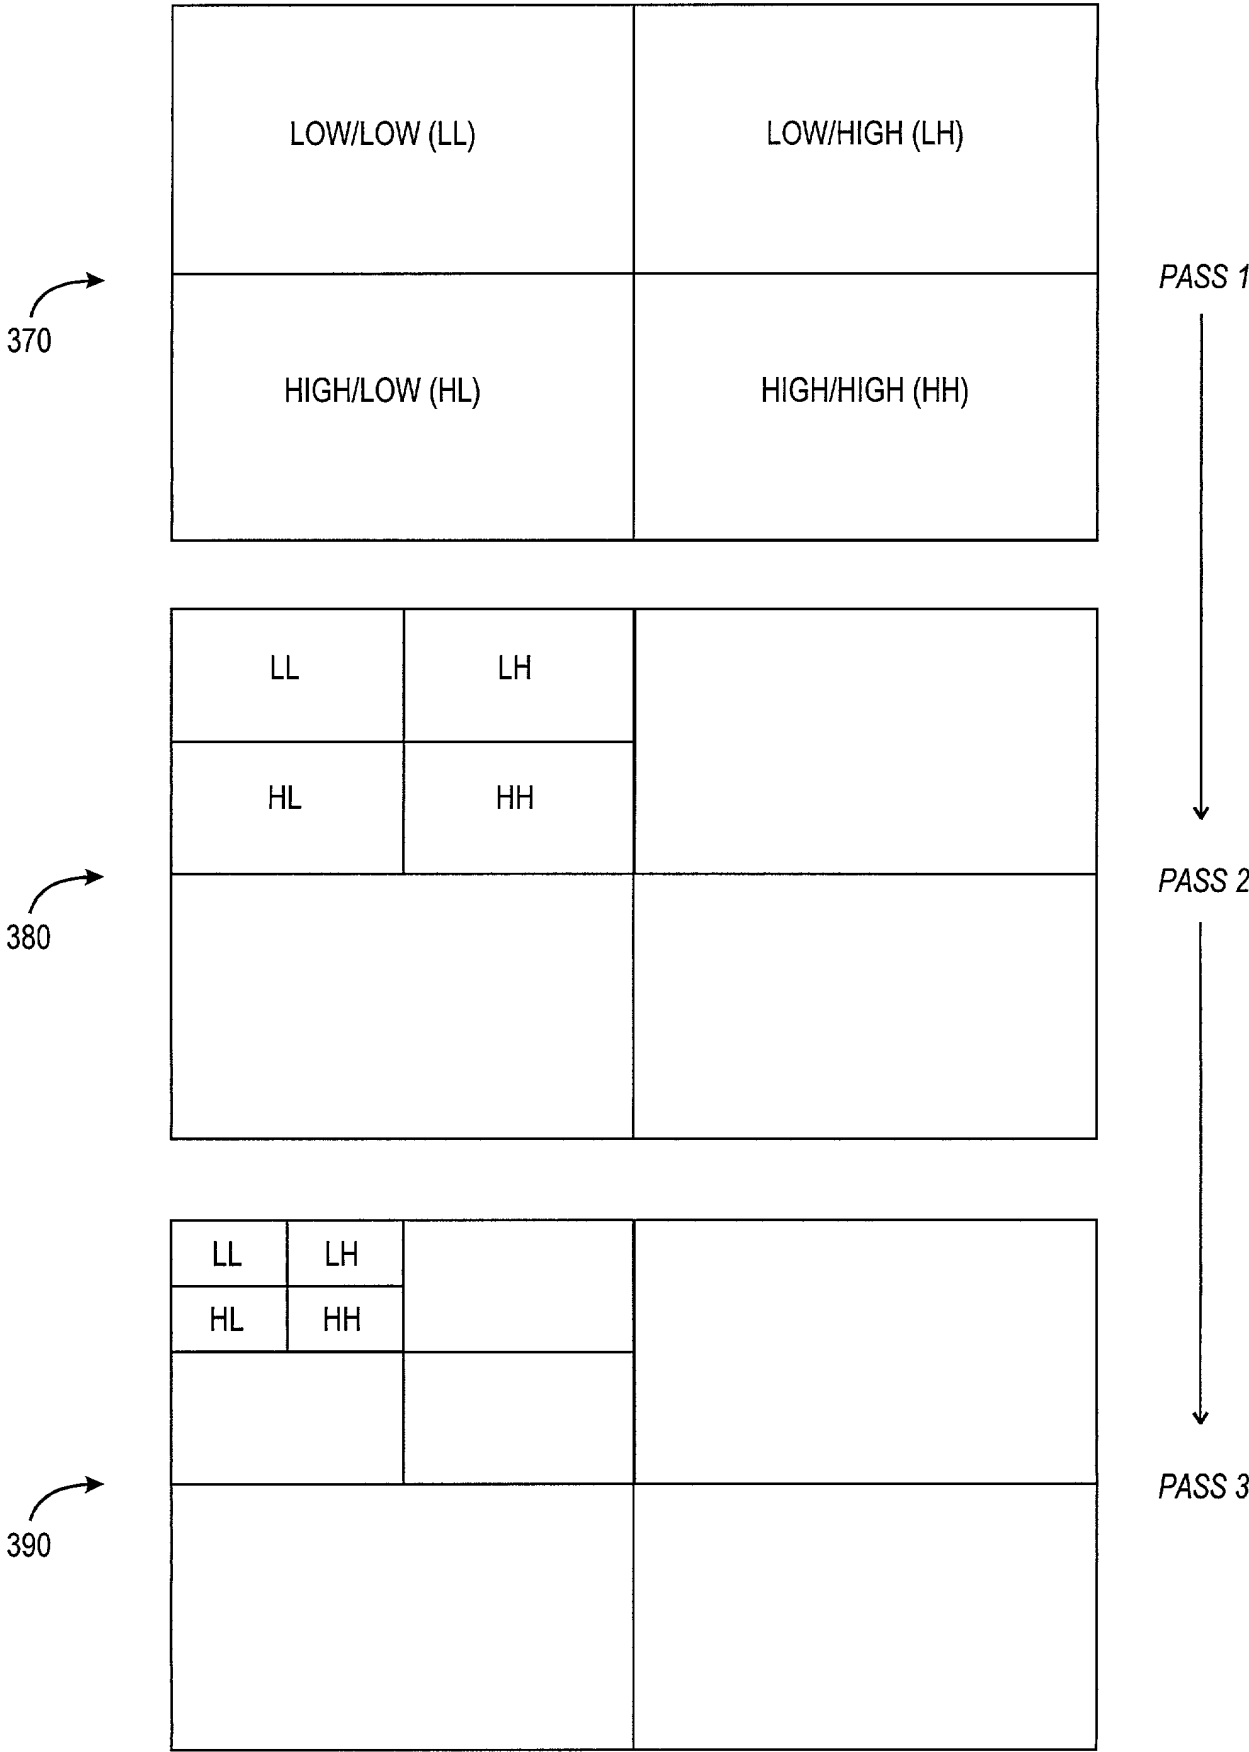 LOW/LOW (LL)
LOW/HIGH (LH)
PASS 1
370
HIGH/LOW (HL)
HIGH/HIGH (HH)
LL
LH
HL
HH
PASS 2
380
LL
LH
HL
HH
PASS 3
390